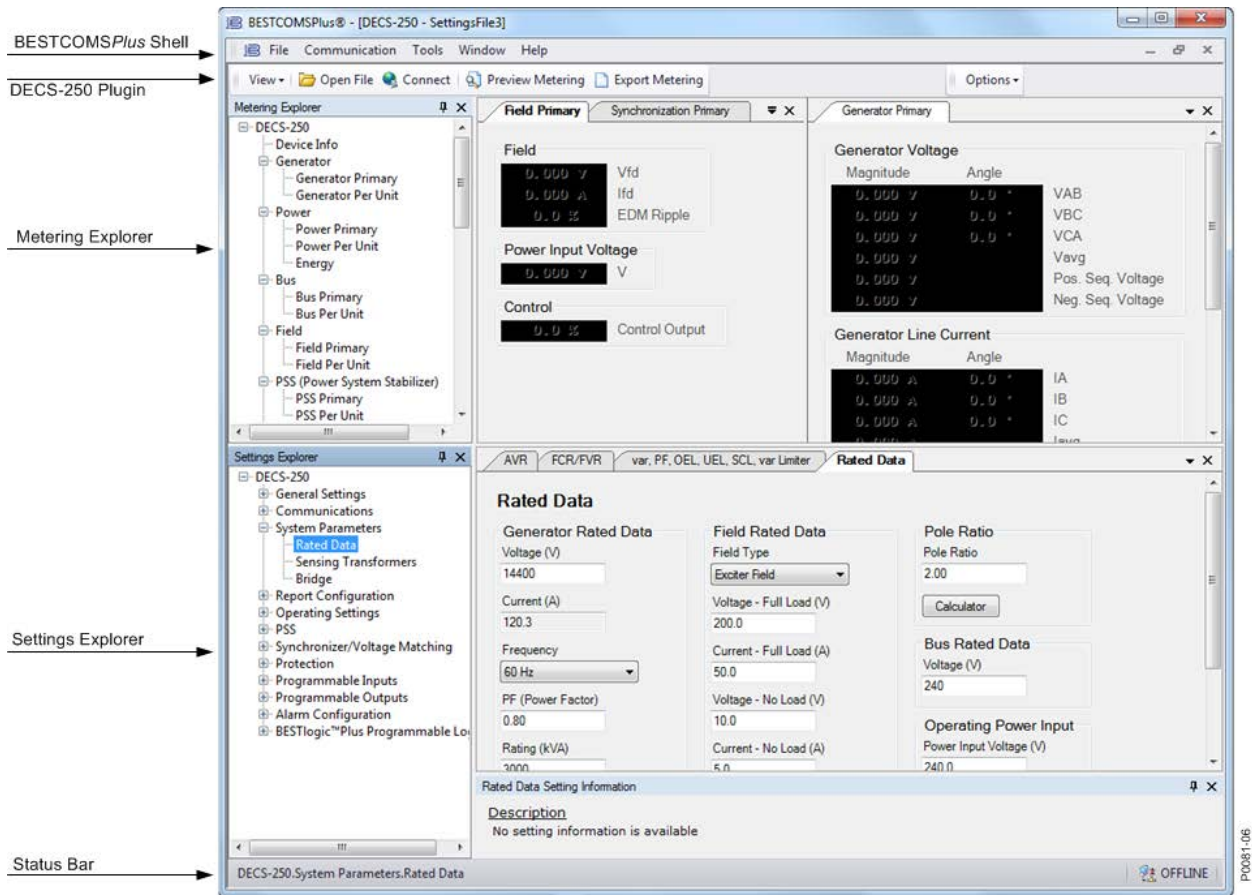 BESTCOMSPlus® - [DECS-250 - SettingsFile3]
BESTCOMSPlus Shell
File Communication Tools Window Help
DECS-250 Plugin
View Open File Connect Preview Metering Export Metering Options
Metering Explorer
Metering Explorer
DECS-250
Device Info
Generator
Generator Primary
Generator Per Unit
Power
Power Primary
Power Per Unit
Energy
Bus
Bus Primary
Bus Per Unit
Field
Field Primary
Field Per Unit
PSS (Power System Stabilizer)
PSS Primary
PSS Per Unit
Field Primary Synchronization Primary
Field
0.000 V Vfd
0.000 A Ifd
0.0 % EDM Ripple
Power Input Voltage
0.000 V V
Control
0.0 % Control Output
Generator Primary
Generator Voltage
Magnitude Angle
0.000 V 0.0 ° VAB
0.000 V 0.0 ° VBC
0.000 V 0.0 ° VCA
0.000 V Vavg
0.000 V Pos. Seq. Voltage
0.000 V Neg. Seq. Voltage
Generator Line Current
Magnitude Angle
0.000 A 0.0 ° IA
0.000 A 0.0 ° IB
0.000 A 0.0 ° IC
0.000 A Iavg
Settings Explorer
Settings Explorer
DECS-250
General Settings
Communications
System Parameters
Rated Data
Sensing Transformers
Bridge
Report Configuration
Operating Settings
PSS
Synchronizer/Voltage Matching
Protection
Programmable Inputs
Programmable Outputs
Alarm Configuration
BESTlogic™Plus Programmable Lo
AVR FCR/FVR var, PF, OEL, UEL, SCL, var Limiter Rated Data
Rated Data
Generator Rated Data
Voltage (V)
14400
Current (A)
120.3
Frequency
60 Hz
PF (Power Factor)
0.80
Rating (kVA)
3000
Field Rated Data
Field Type
Exciter Field
Voltage - Full Load (V)
200.0
Current - Full Load (A)
50.0
Voltage - No Load (V)
10.0
Current - No Load (A)
5.0
Pole Ratio
Pole Ratio
2.00
Calculator
Bus Rated Data
Voltage (V)
240
Operating Power Input
Power Input Voltage (V)
240.0
Rated Data Setting Information
Description
No setting information is available
Status Bar
DECS-250.System Parameters.Rated Data OFFLINE
P0081-06